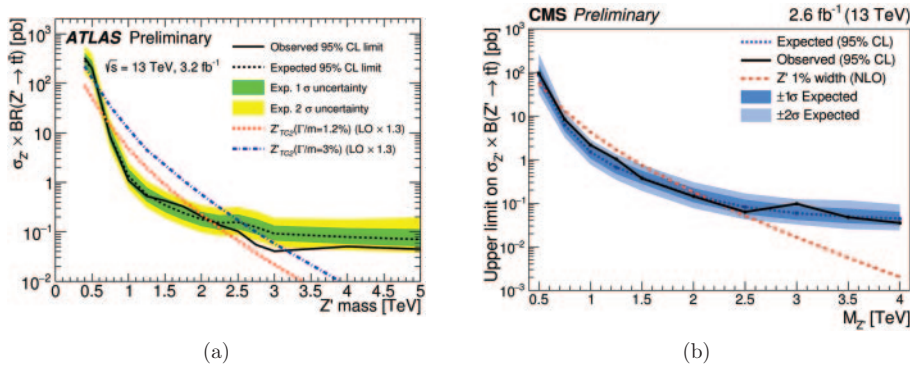 ATLAS Preliminary
√s = 13 TeV, 3.2 fb⁻¹
Observed 95% CL limit
Expected 95% CL limit
Exp. 1 σ uncertainty
Exp. 2 σ uncertainty
Z'TC2(Γ/m=1.2%) (LO × 1.3)
Z'TC2(Γ/m=3%) (LO × 1.3)
σZ' × BR(Z' → tt̄) [pb]
10³
10²
10
1
10⁻¹
10⁻²
0 0.5 1 1.5 2 2.5 3 3.5 4 4.5 5
Z' mass [TeV]
(a)
CMS Preliminary 2.6 fb⁻¹ (13 TeV)
Expected (95% CL)
Observed (95% CL)
Z' 1% width (NLO)
±1σ Expected
±2σ Expected
Upper limit on σZ' × B(Z' → tt̄) [pb]
10³
10²
10
1
10⁻¹
10⁻²
10⁻³
0.5 1 1.5 2 2.5 3 3.5 4
MZ' [TeV]
(b)